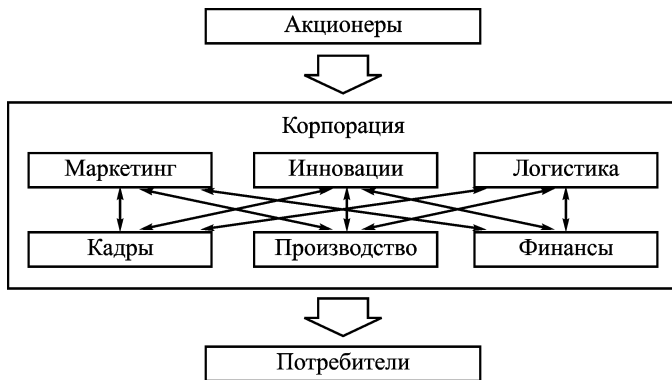 Акционеры
Корпорация
Маркетинг Инновации Логистика
Кадры Производство Финансы
Потребители